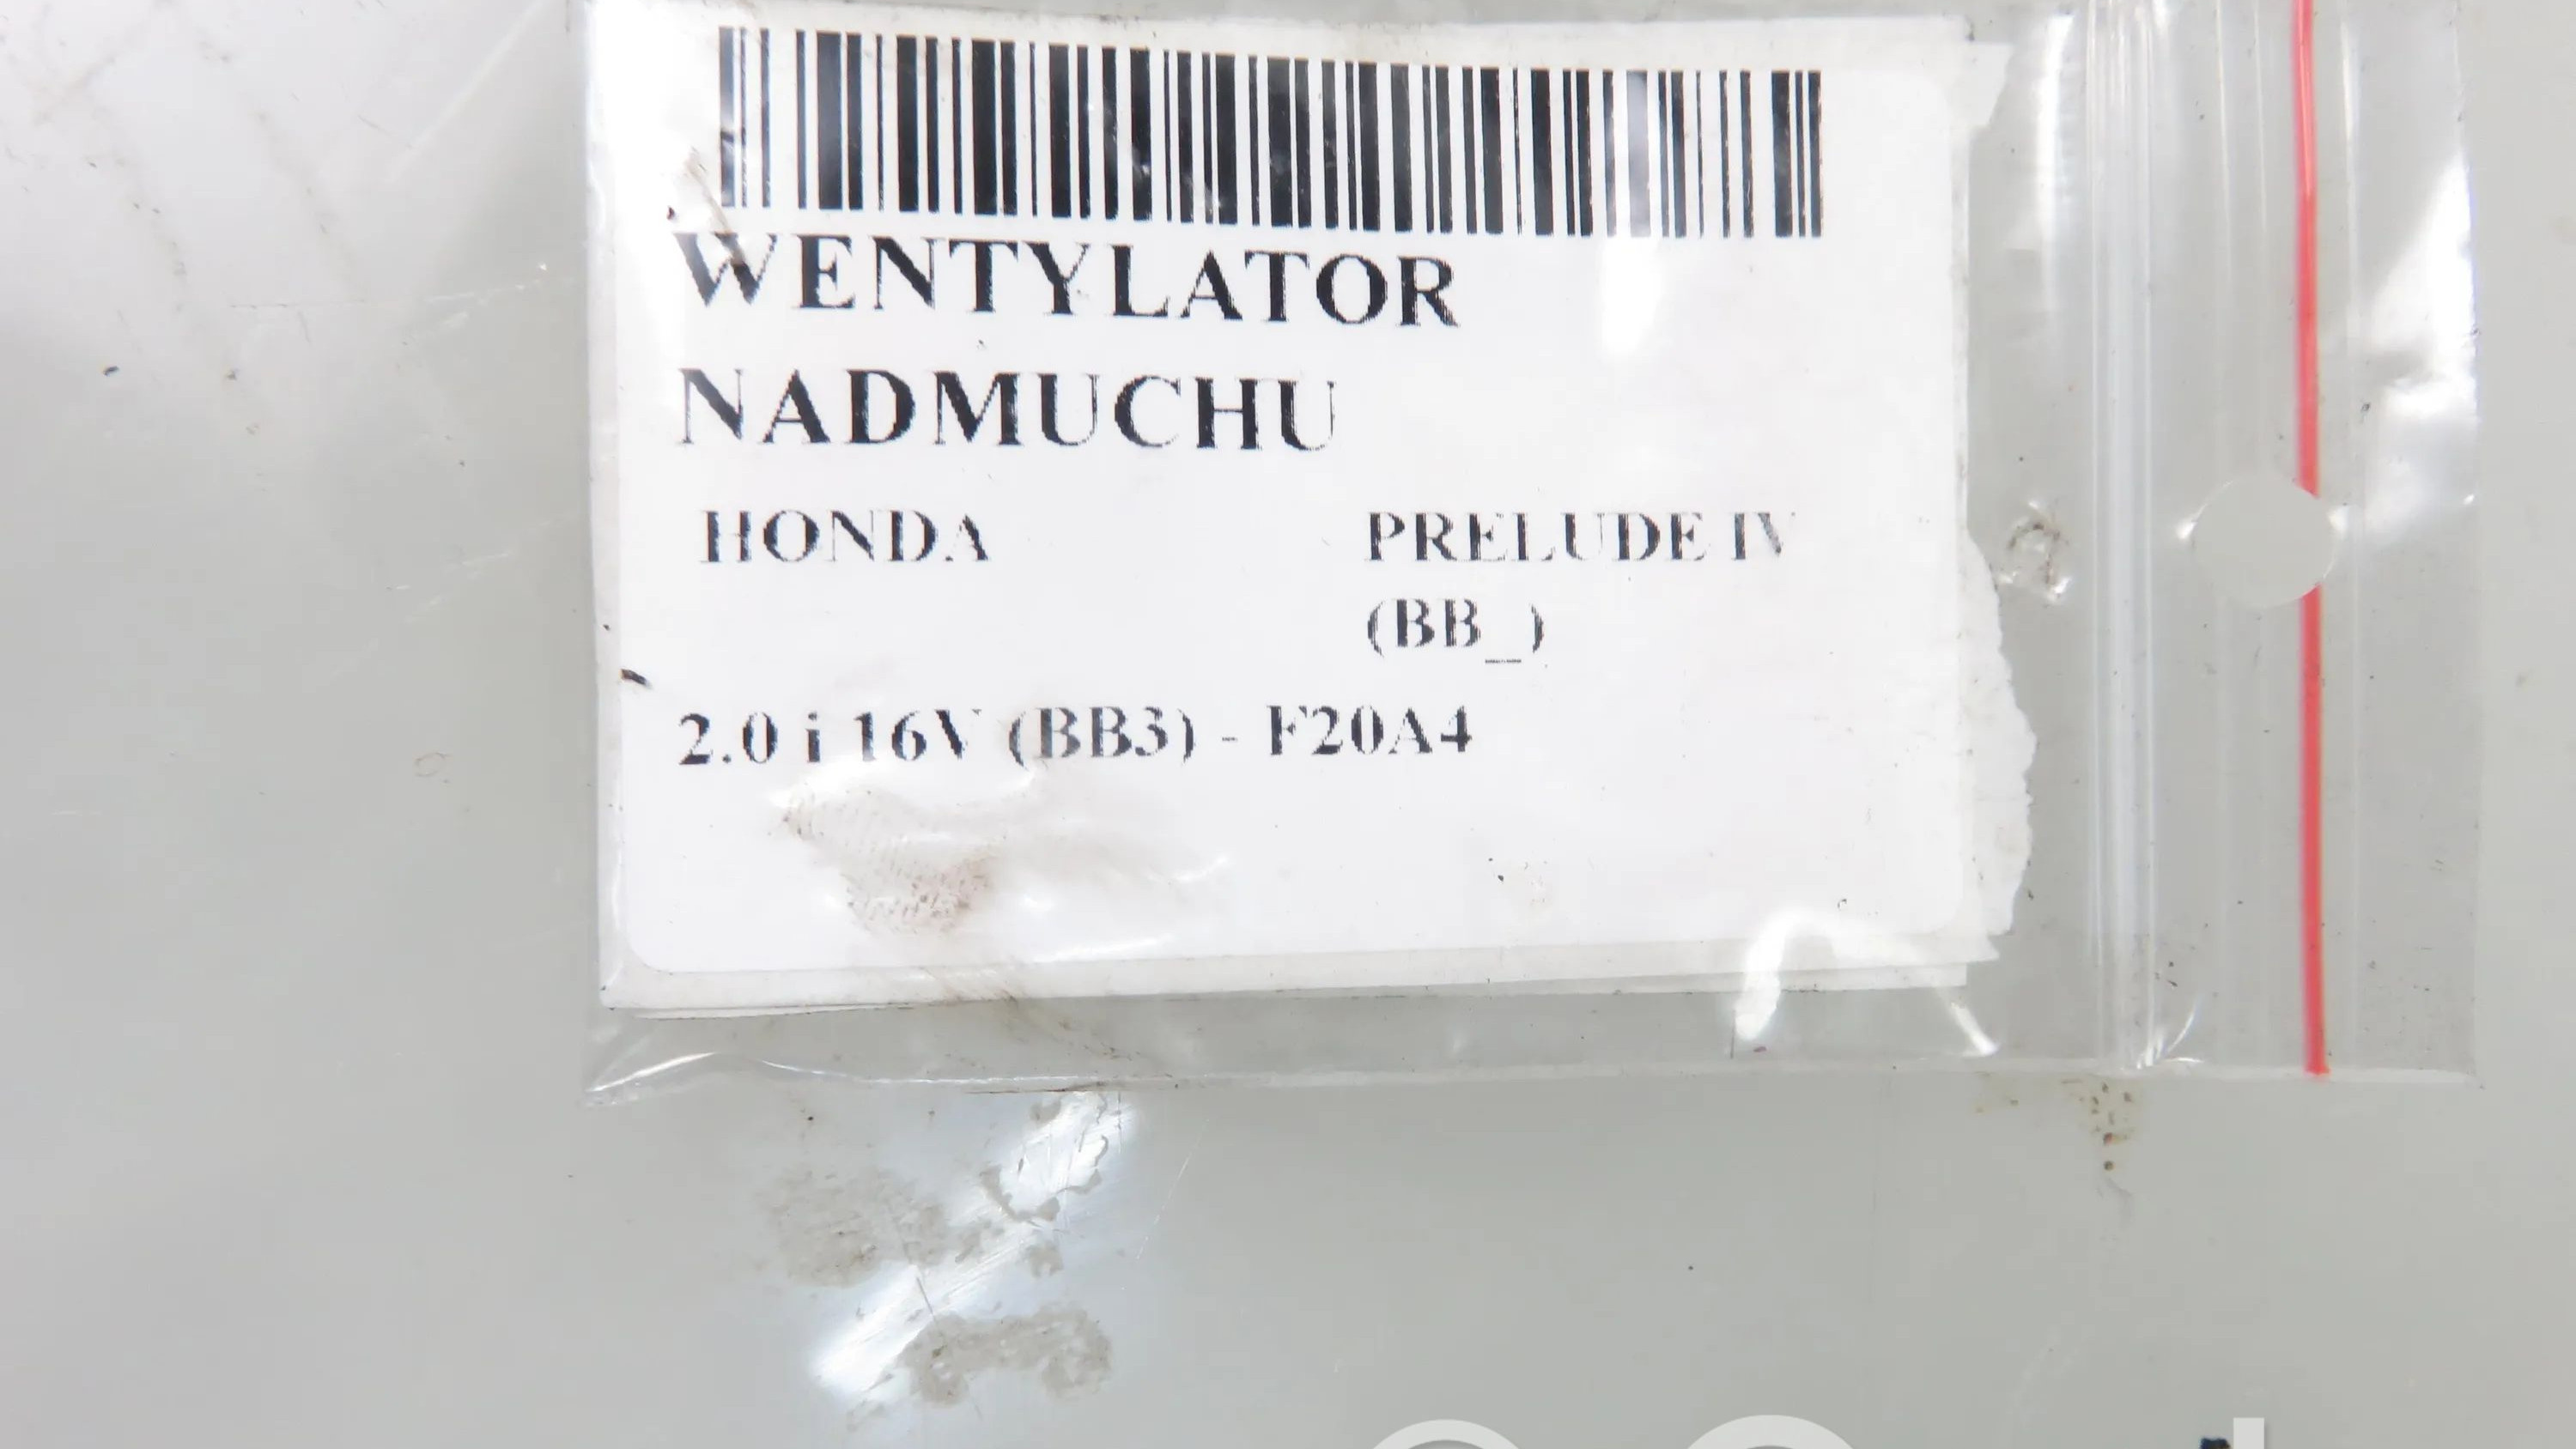 WENTYLATOR
NADMUCHU
HONDA PRELUDE IV
(BB_)
2.0 i 16V (BB3) - F20A4